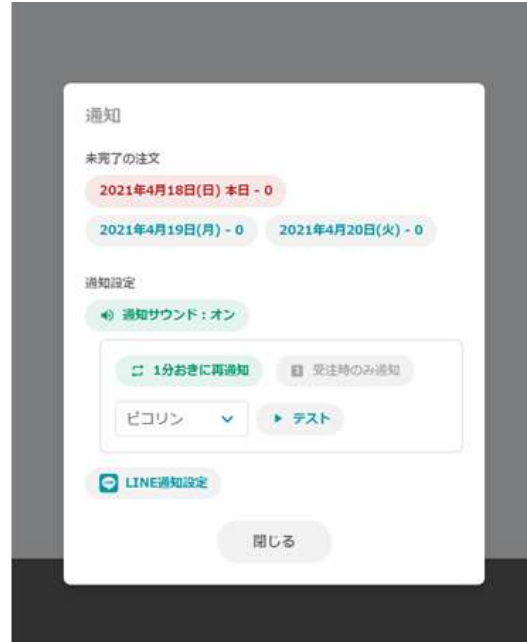 通知
未完了の注文
2021年4月18日(日) 本日 - 0
2021年4月19日(月) - 0 2021年4月20日(火) - 0
通知設定
通知サウンド：オン
1分おきに再通知 受注時のみ通知
ピコリン テスト
LINE通知設定
閉じる